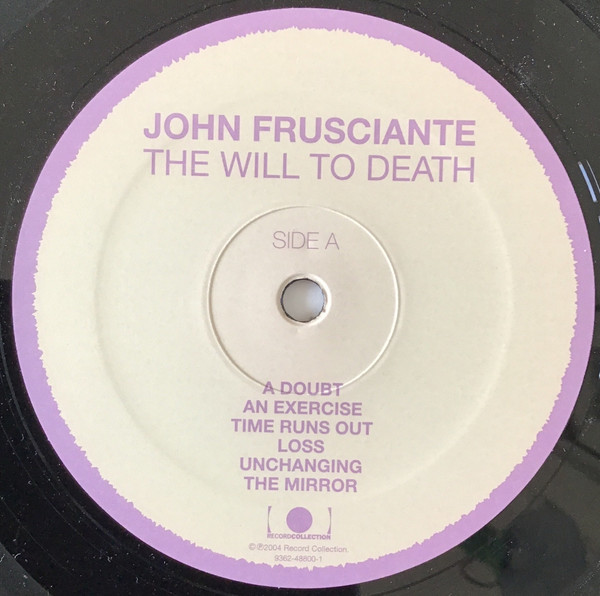 JOHN FRUSCIANTE
THE WILL TO DEATH
SIDE A
A DOUBT
AN EXERCISE
TIME RUNS OUT
LOSS
UNCHANGING
THE MIRROR
RECORDCOLLECTION
©℗2004 Record Collection.
9362-48800-1